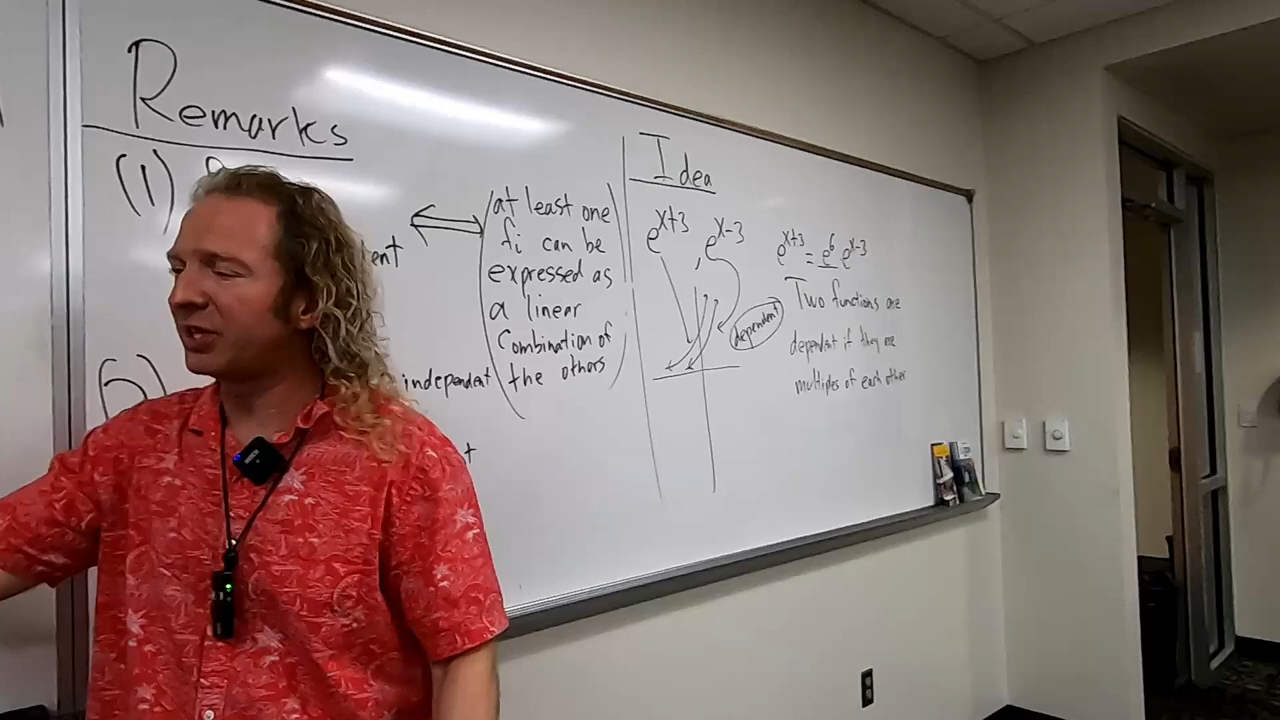 Remarks
(1)
at least one
fi can be
expressed as
a linear
combination of
the others
independent
Idea
e^{x+3}, e^{x-3}
dependent
e^{x+3} = e^6 e^{x-3}
Two functions are
dependent if they are
multiples of each other